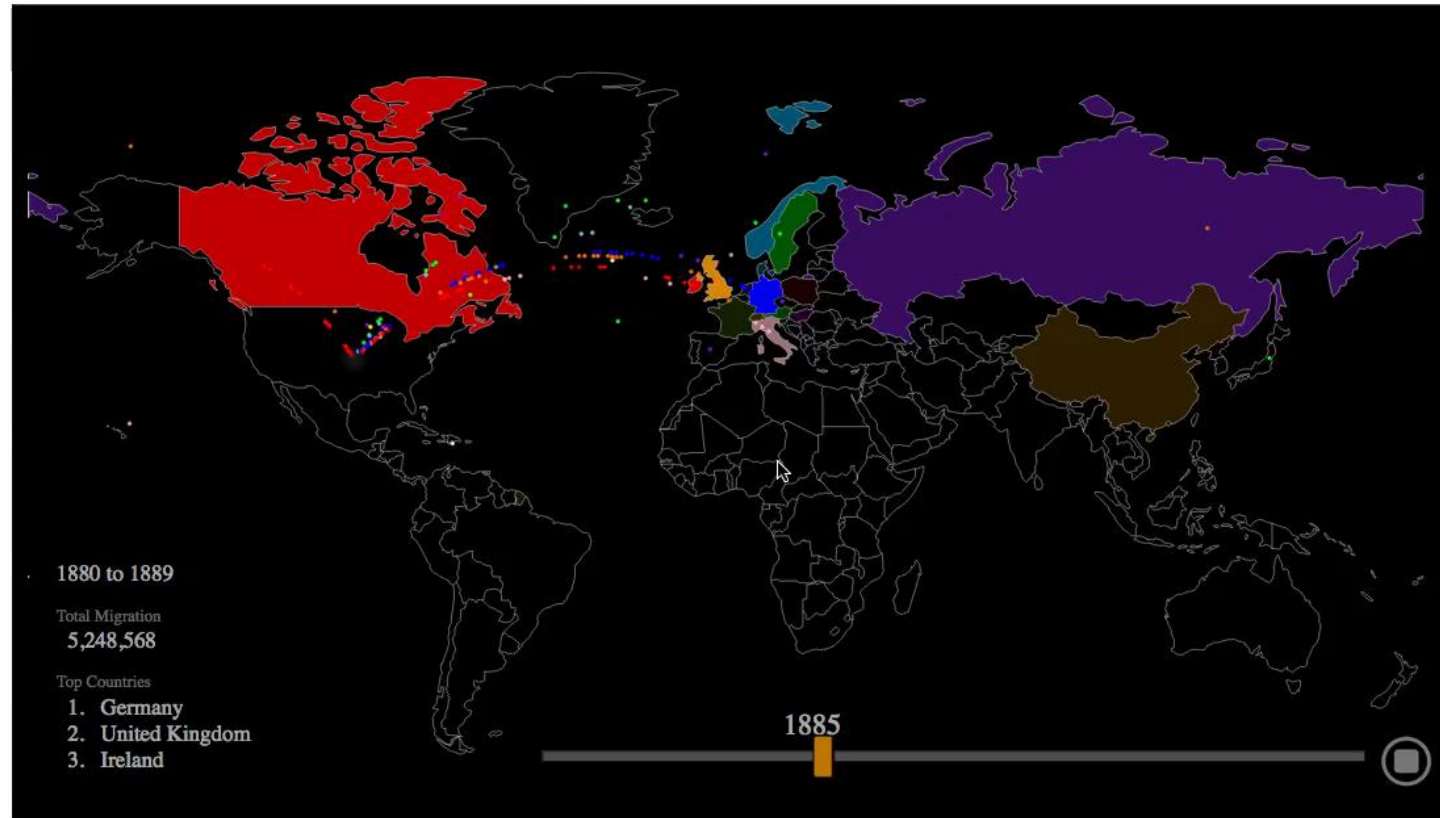 1880 to 1889
Total Migration
5,248,568
Top Countries
1. Germany
2. United Kingdom
3. Ireland
1885